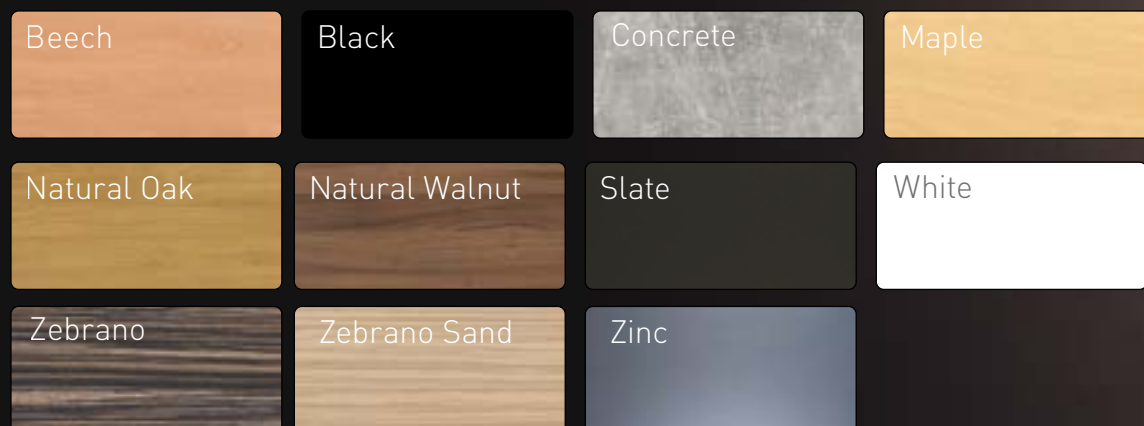 Beech
Black
Concrete
Maple
Natural Oak
Natural Walnut
Slate
White
Zebrano
Zebrano Sand
Zinc